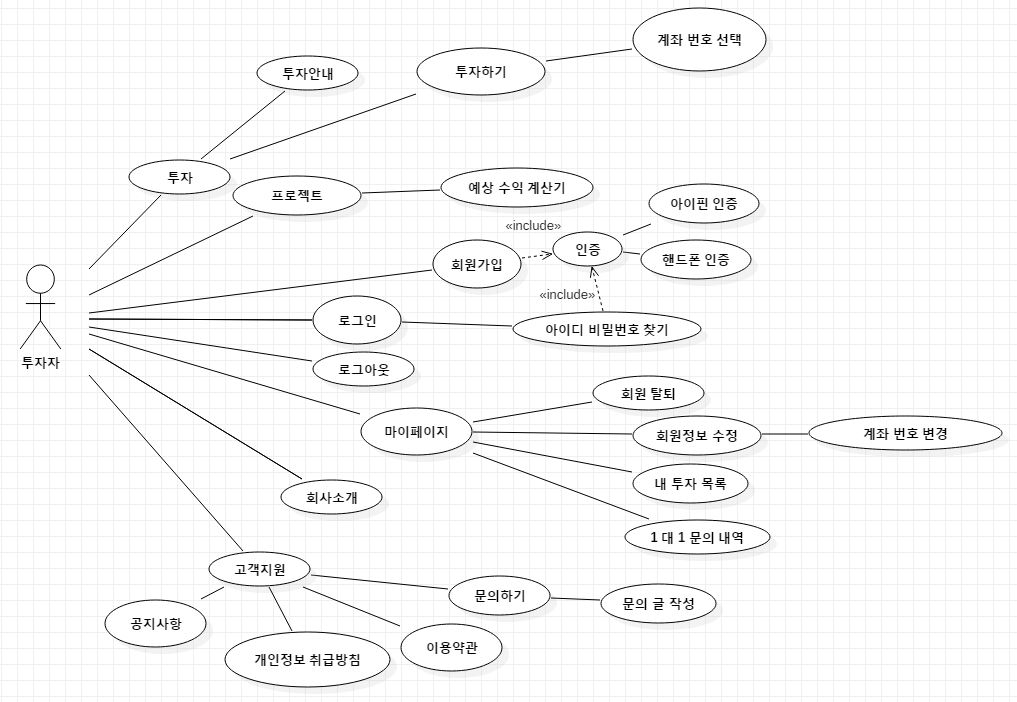 계좌 번호 선택
투자안내
투자하기
투자
프로젝트
예상 수익 계산기
아이핀 인증
«include»
인증
회원가입
핸드폰 인증
«include»
로그인
아이디 비밀번호 찾기
투자자
로그아웃
회원 탈퇴
마이페이지
회원정보 수정
계좌 번호 변경
내 투자 목록
회사소개
1 대 1 문의 내역
고객지원
문의하기
문의 글 작성
공지사항
이용약관
개인정보 취급방침